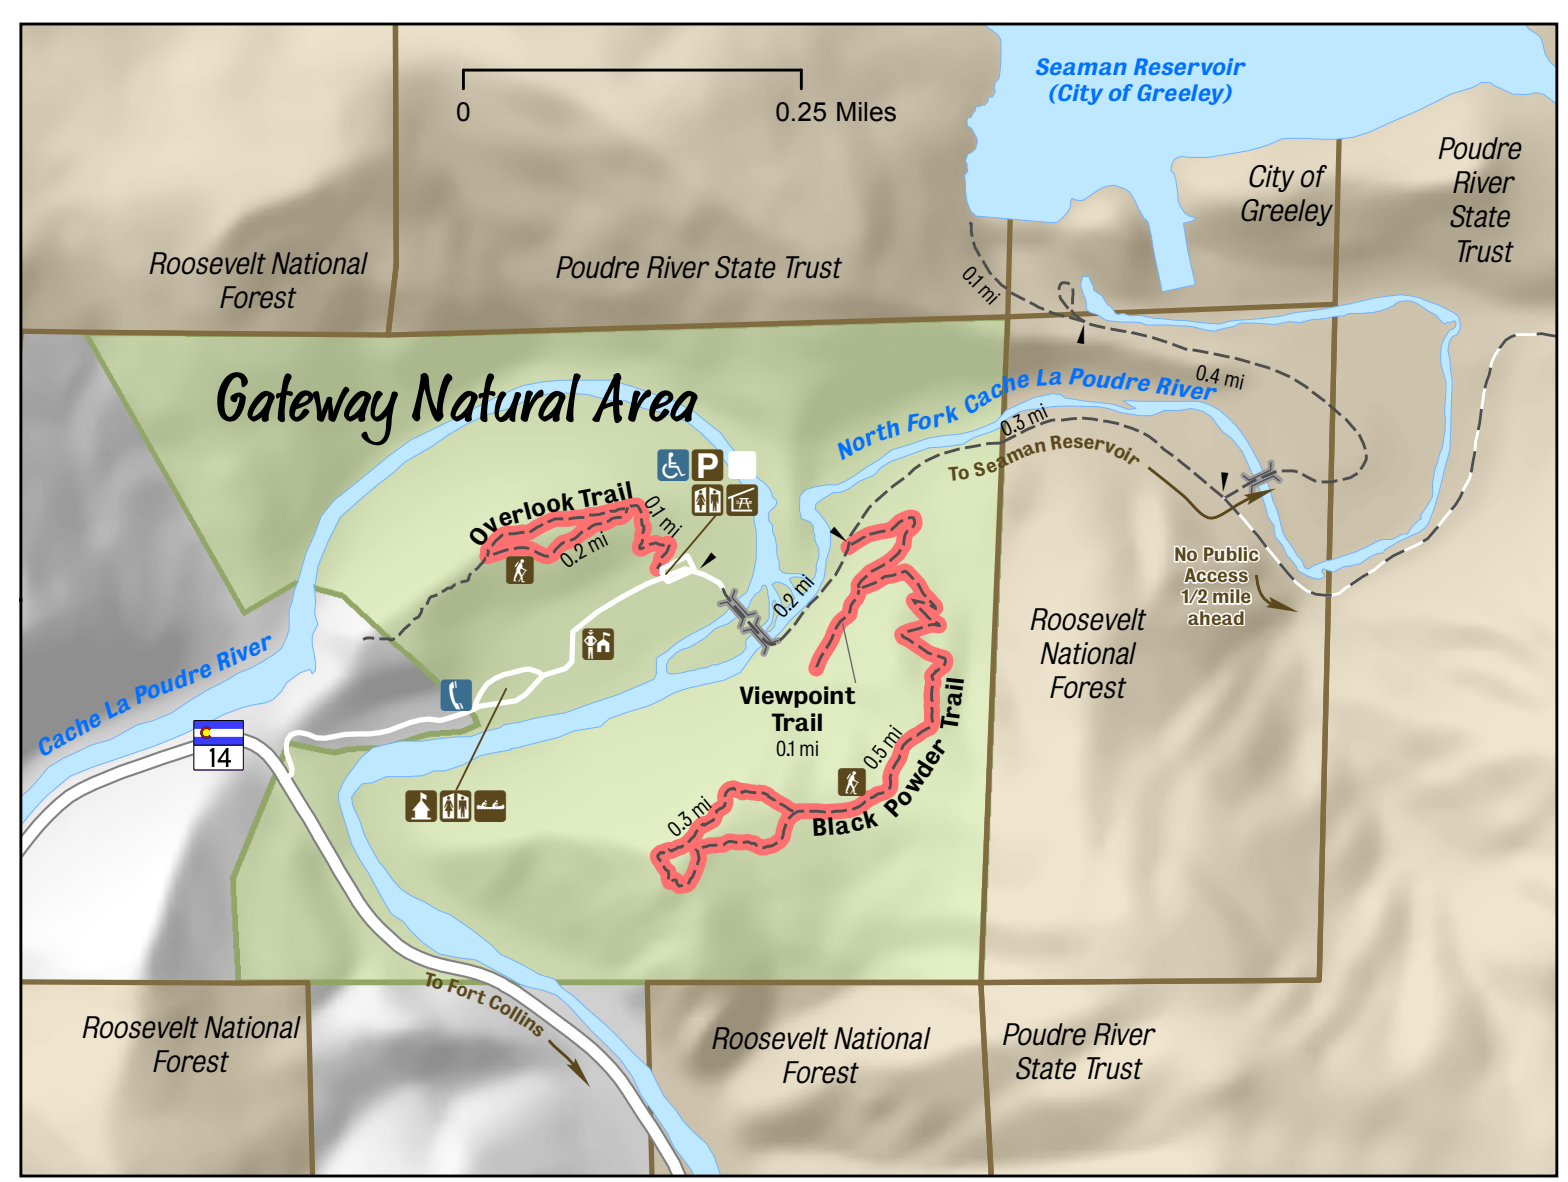 Seaman Reservoir
(City of Greeley)
0
0.25 Miles
Poudre
River
State
Trust
City of
Greeley
Roosevelt National
Forest
Poudre River State Trust
0.1 mi
Gateway Natural Area
North Fork Cache La Poudre River
0.4 mi
0.3 mi
To Seaman Reservoir
P
Overlook Trail
0.1 mi
0.2 mi
0.2 mi
No Public
Access
1/2 mile
ahead
Roosevelt
National
Forest
Cache La Poudre River
14
Viewpoint
Trail
0.1 mi
0.5 mi
Black Powder Trail
0.3 mi
To Fort Collins
Roosevelt National
Forest
Roosevelt National
Forest
Poudre River
State Trust